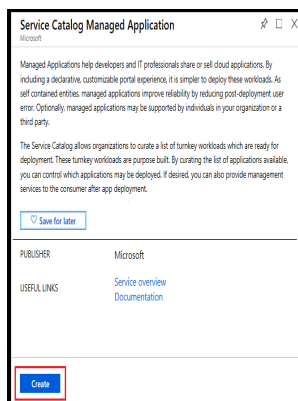 Service Catalog Managed Application
Microsoft
Managed Applications help developers and IT professionals share or sell cloud applications. By
including a declarative, customizable portal experience, it is simpler to deploy these workloads. As
self contained entities, managed applications improve reliability by reducing post-deployment user
error. Optionally, managed applications may be supported by individuals in your organization or a
third party.
The Service Catalog allows organizations to curate a list of turnkey workloads which are ready for
deployment. These turnkey workloads are purpose built. By curating the list of applications available,
you can control which applications may be deployed. If desired, you can also provide management
services to the consumer after app deployment.
Save for later
PUBLISHER Microsoft
USEFUL LINKS Service overview
Documentation
Create